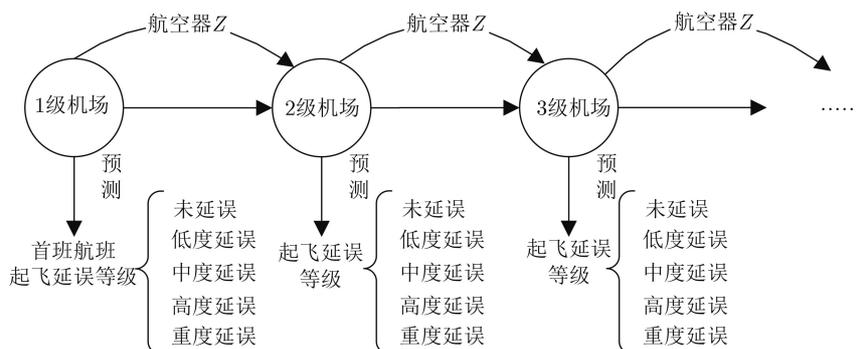 航空器Z
航空器Z
航空器Z
1级机场
2级机场
3级机场
……
预
测
预
测
预
测
首班航班
起飞延误等级
未延误
低度延误
中度延误
高度延误
重度延误
起飞延误
等级
未延误
低度延误
中度延误
高度延误
重度延误
起飞延误
等级
未延误
低度延误
中度延误
高度延误
重度延误